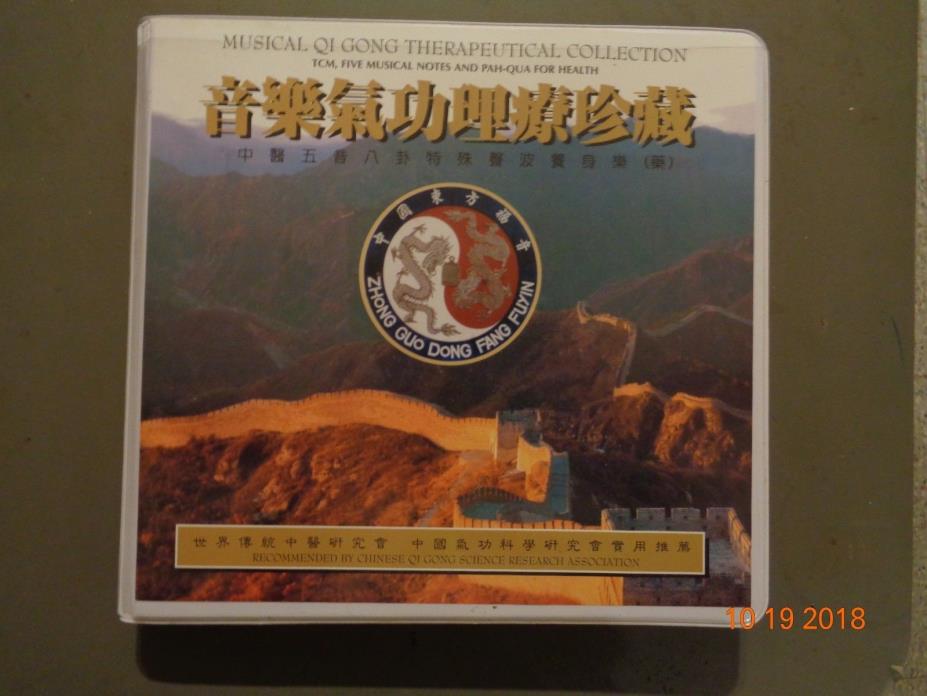 MUSICAL QI GONG THERAPEUTICAL COLLECTION
TCM, FIVE MUSICAL NOTES AND PAH-QUA FOR HEALTH
音樂氣功理療珍藏
中醫五音八卦特殊聲波養身樂(藥)
中國東方福音
ZHONG GUO DONG FANG FUYIN
世界傳統中醫研究會 中國氣功科學研究會實用推薦
RECOMMENDED BY CHINESE QI GONG SCIENCE RESEARCH ASSOCIATION
10 19 2018